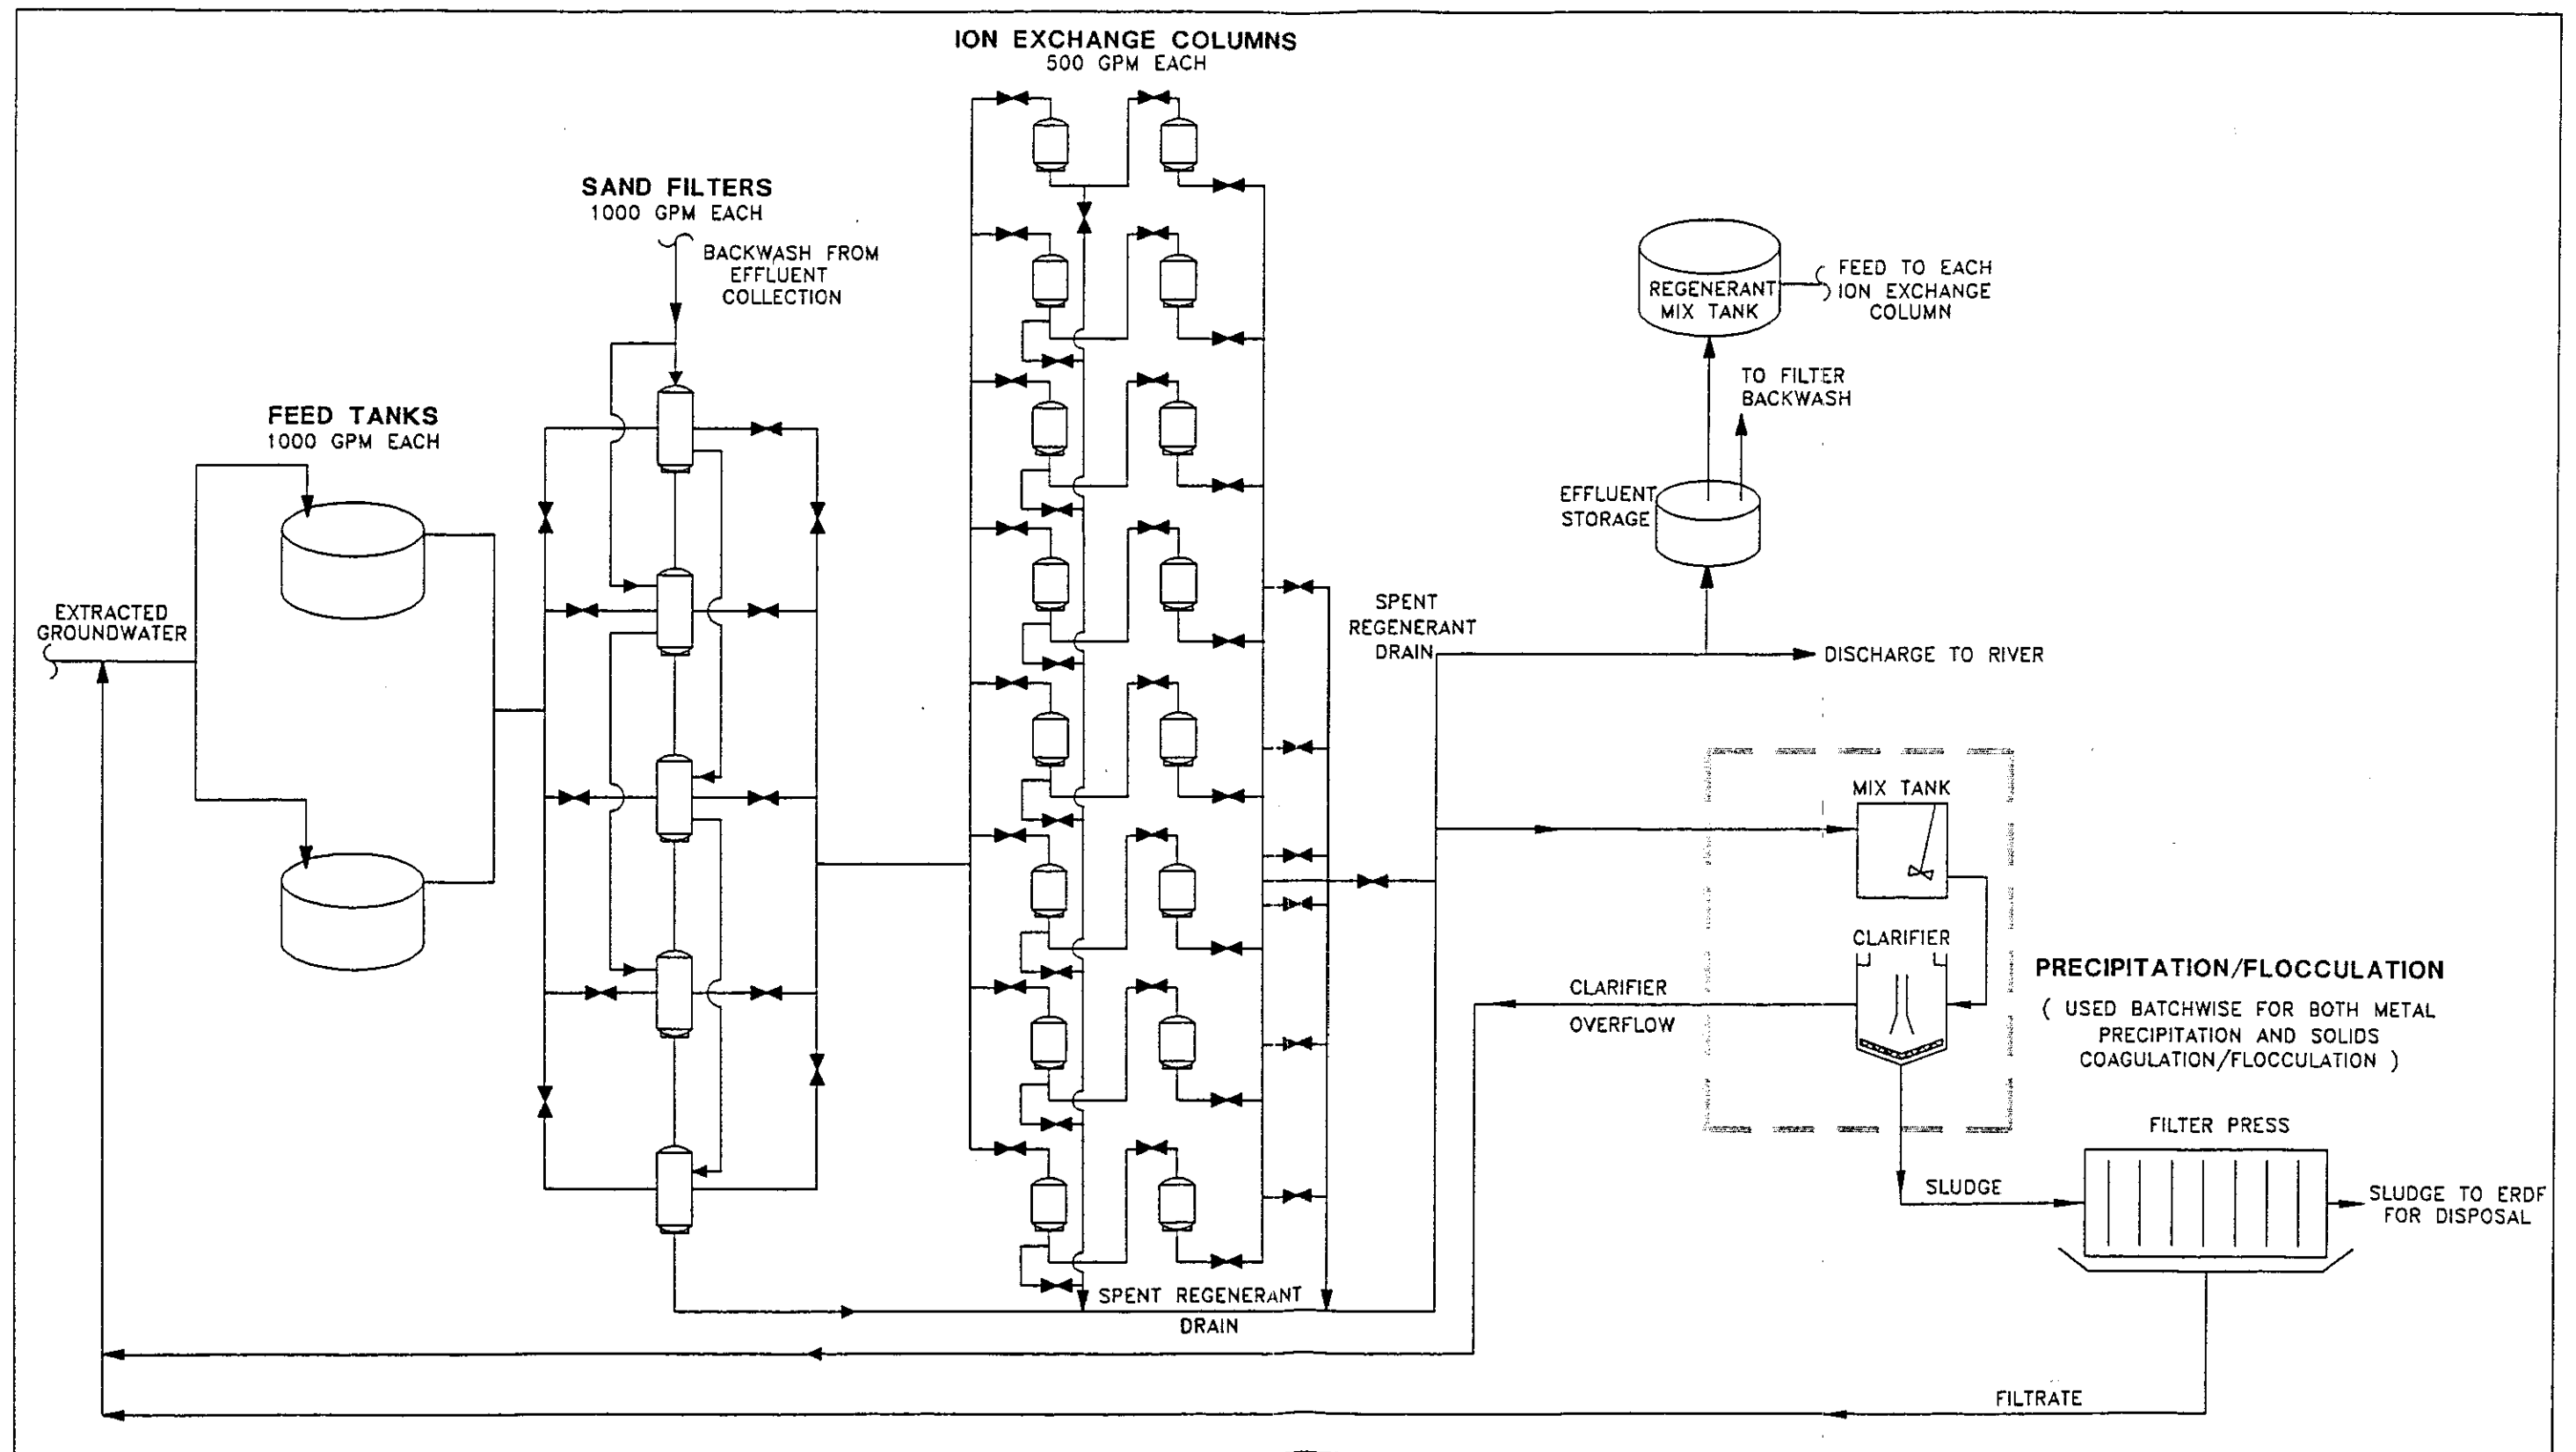 ION EXCHANGE COLUMNS
500 GPM EACH
SAND FILTERS
1000 GPM EACH
BACKWASH FROM
EFFLUENT
COLLECTION
FEED TANKS
1000 GPM EACH
EXTRACTED
GROUNDWATER
REGENERANT
MIX TANK
FEED TO EACH
ION EXCHANGE
COLUMN
TO FILTER
BACKWASH
EFFLUENT
STORAGE
SPENT
REGENERANT
DRAIN
DISCHARGE TO RIVER
MIX TANK
CLARIFIER
CLARIFIER
OVERFLOW
PRECIPITATION/FLOCCULATION
( USED BATCHWISE FOR BOTH METAL
PRECIPITATION AND SOLIDS
COAGULATION/FLOCCULATION )
FILTER PRESS
SLUDGE
SLUDGE TO ERDF
FOR DISPOSAL
SPENT REGENERANT
DRAIN
FILTRATE